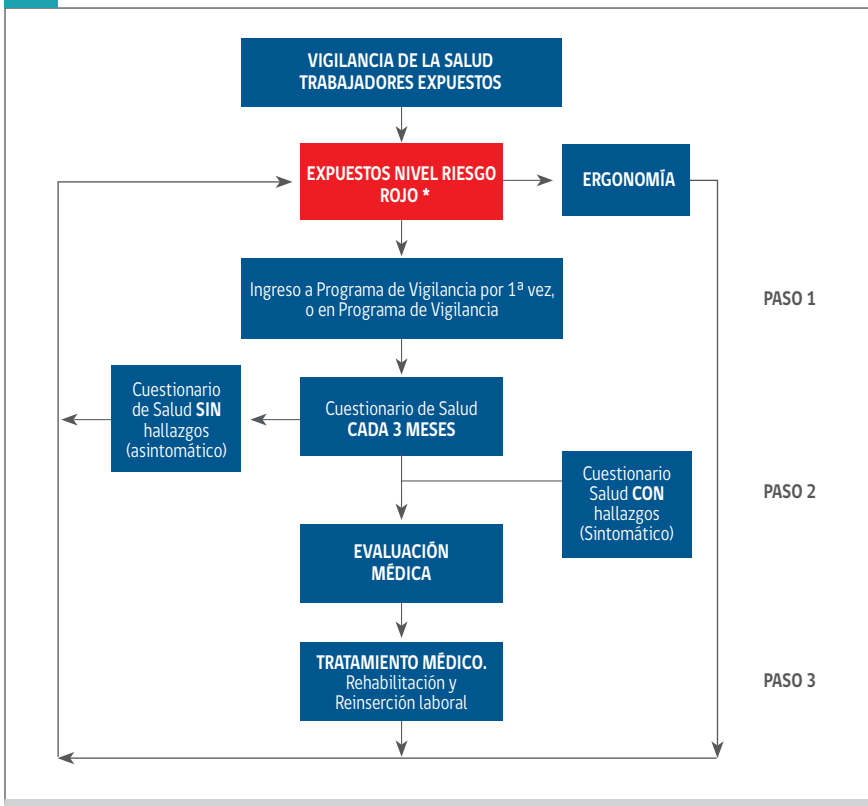 VIGILANCIA DE LA SALUD
TRABAJADORES EXPUESTOS
EXPUESTOS NIVEL RIESGO
ROJO *
ERGONOMÍA
Ingreso a Programa de Vigilancia por 1ª vez,
o en Programa de Vigilancia
PASO 1
Cuestionario
de Salud SIN
hallazgos
(asintomático)
Cuestionario de Salud
CADA 3 MESES
Cuestionario
Salud CON
hallazgos
(Sintomático)
PASO 2
EVALUACIÓN
MÉDICA
TRATAMIENTO MÉDICO.
Rehabilitación y
Reinserción laboral
PASO 3